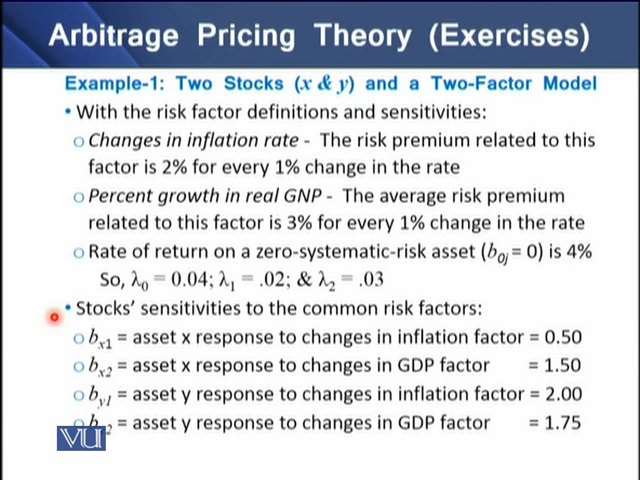 Arbitrage Pricing Theory (Exercises)
Example-1: Two Stocks (x & y) and a Two-Factor Model
• With the risk factor definitions and sensitivities:
o Changes in inflation rate - The risk premium related to this
factor is 2% for every 1% change in the rate
o Percent growth in real GNP - The average risk premium
related to this factor is 3% for every 1% change in the rate
o Rate of return on a zero-systematic-risk asset (b0j = 0) is 4%
So, λ0 = 0.04; λ1 = .02; & λ2 = .03
• Stocks' sensitivities to the common risk factors:
o bx1 = asset x response to changes in inflation factor = 0.50
o bx2 = asset x response to changes in GDP factor = 1.50
o by1 = asset y response to changes in inflation factor = 2.00
o b 2 = asset y response to changes in GDP factor = 1.75
VU